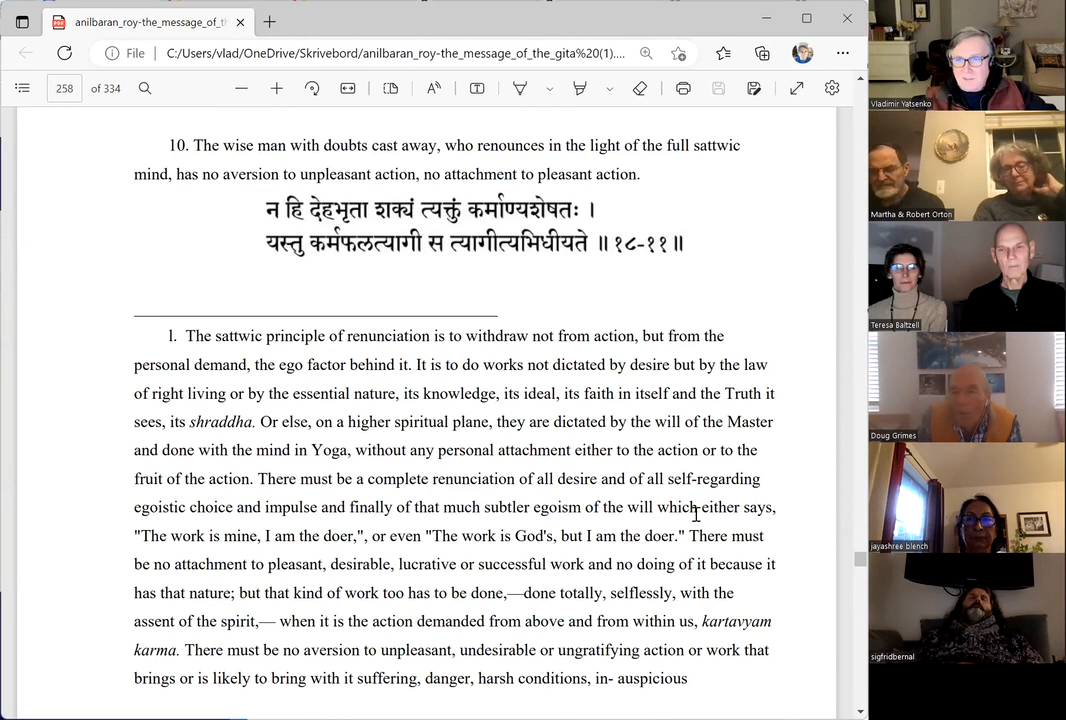 anilbaran_roy-the_message_of_th
File
C:/Users/vlad/OneDrive/Skrivebord/anilbaran_roy-the_message_of_the_gita%20(1)....
258 of 334
10. The wise man with doubts cast away, who renounces in the light of the full sattwic
mind, has no aversion to unpleasant action, no attachment to pleasant action.
न हि देहभृता शक्यं त्यक्तुं कर्माण्यशेषतः ।
यस्तु कर्मफलत्यागी स त्यागीत्यभिधीयते ॥१८-११॥
l. The sattwic principle of renunciation is to withdraw not from action, but from the
personal demand, the ego factor behind it. It is to do works not dictated by desire but by the law
of right living or by the essential nature, its knowledge, its ideal, its faith in itself and the Truth it
sees, its shraddha. Or else, on a higher spiritual plane, they are dictated by the will of the Master
and done with the mind in Yoga, without any personal attachment either to the action or to the
fruit of the action. There must be a complete renunciation of all desire and of all self-regarding
egoistic choice and impulse and finally of that much subtler egoism of the will which either says,
"The work is mine, I am the doer,", or even "The work is God's, but I am the doer." There must
be no attachment to pleasant, desirable, lucrative or successful work and no doing of it because it
has that nature; but that kind of work too has to be done,—done totally, selflessly, with the
assent of the spirit,— when it is the action demanded from above and from within us, kartavyam
karma. There must be no aversion to unpleasant, undesirable or ungratifying action or work that
brings or is likely to bring with it suffering, danger, harsh conditions, in- auspicious
Vladimir Yatsenko
Martha & Robert Orton
Teresa Baltzell
Doug Grimes
jayashree blench
sigfridbernal